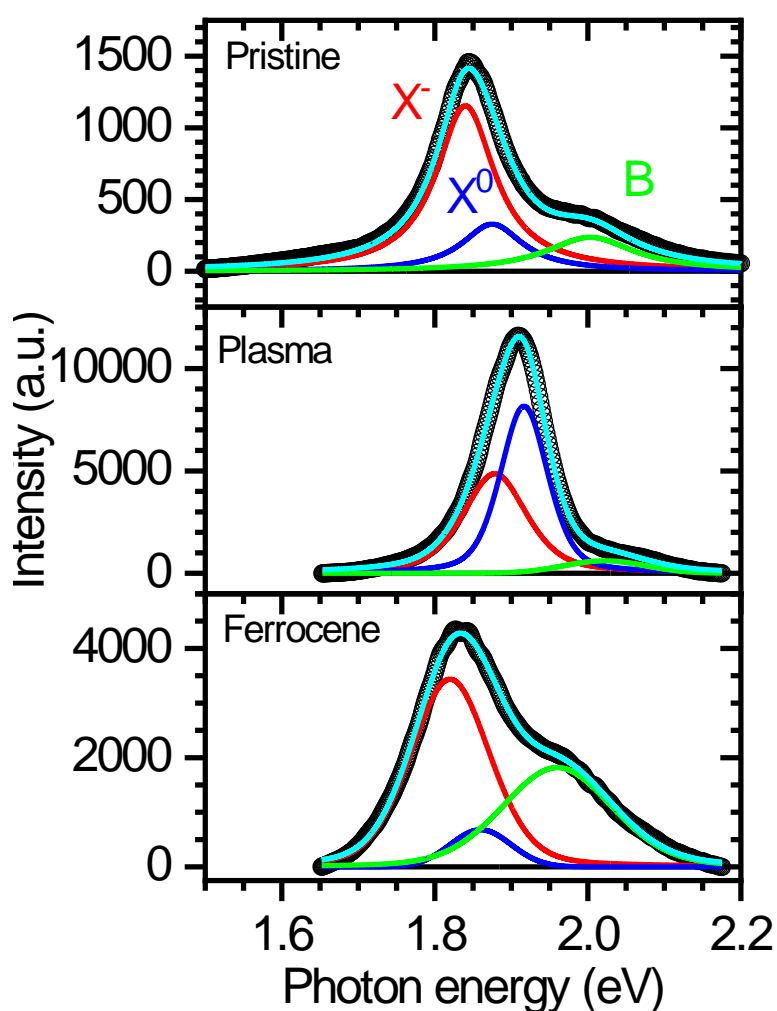 Pristine
X⁻
X⁰
B
1500
1000
500
0
Plasma
10000
5000
0
Ferrocene
4000
2000
0
Intensity (a.u.)
1.6 1.8 2.0 2.2
Photon energy (eV)